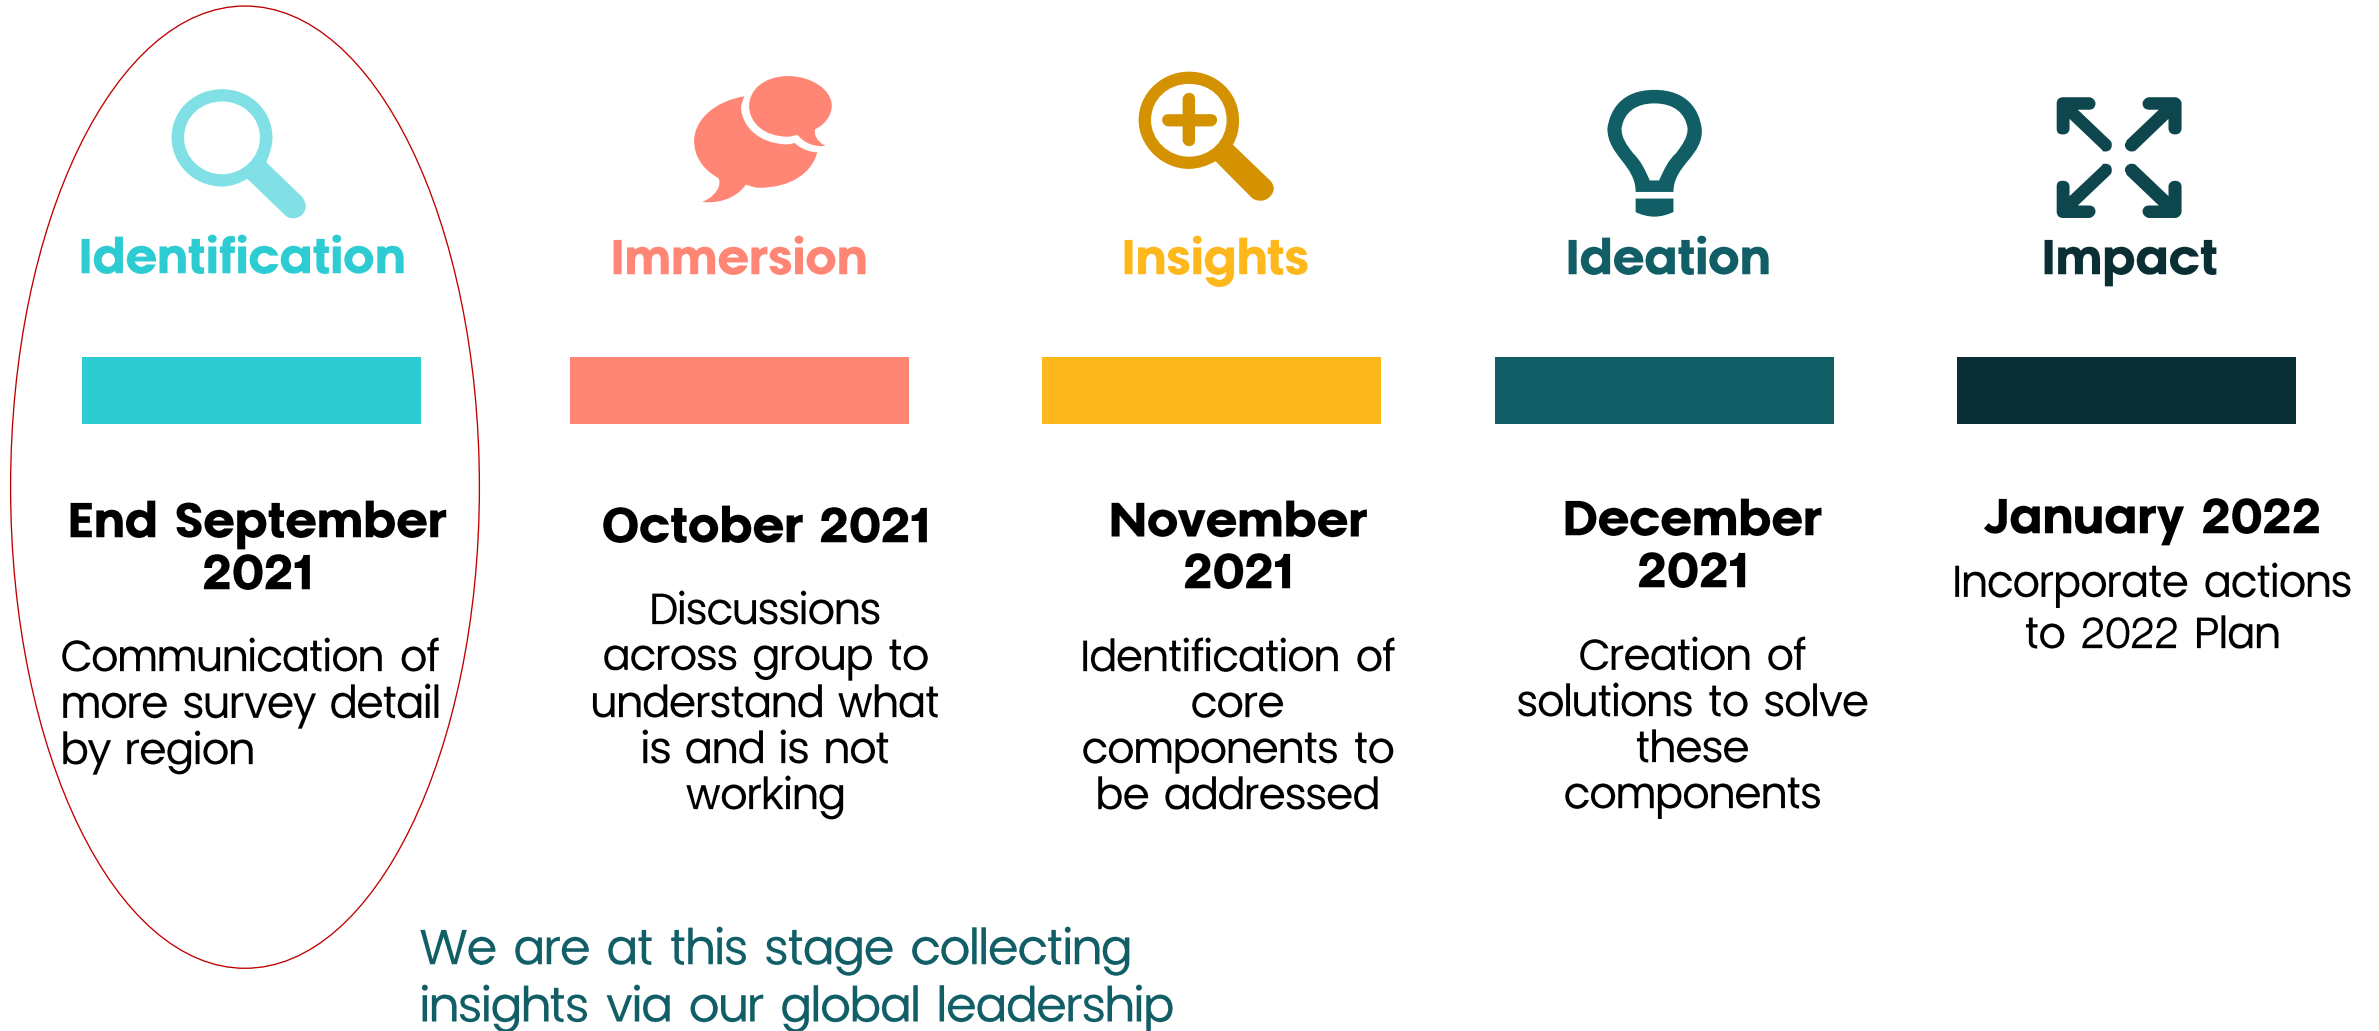 Identification
End September
2021
Communication of
more survey detail
by region
Immersion
October 2021
Discussions
across group to
understand what
is and is not
working
Insights
November
2021
Identification of
core
components to
be addressed
Ideation
December
2021
Creation of
solutions to solve
these
components
Impact
January 2022
Incorporate actions
to 2022 Plan
We are at this stage collecting
insights via our global leadership